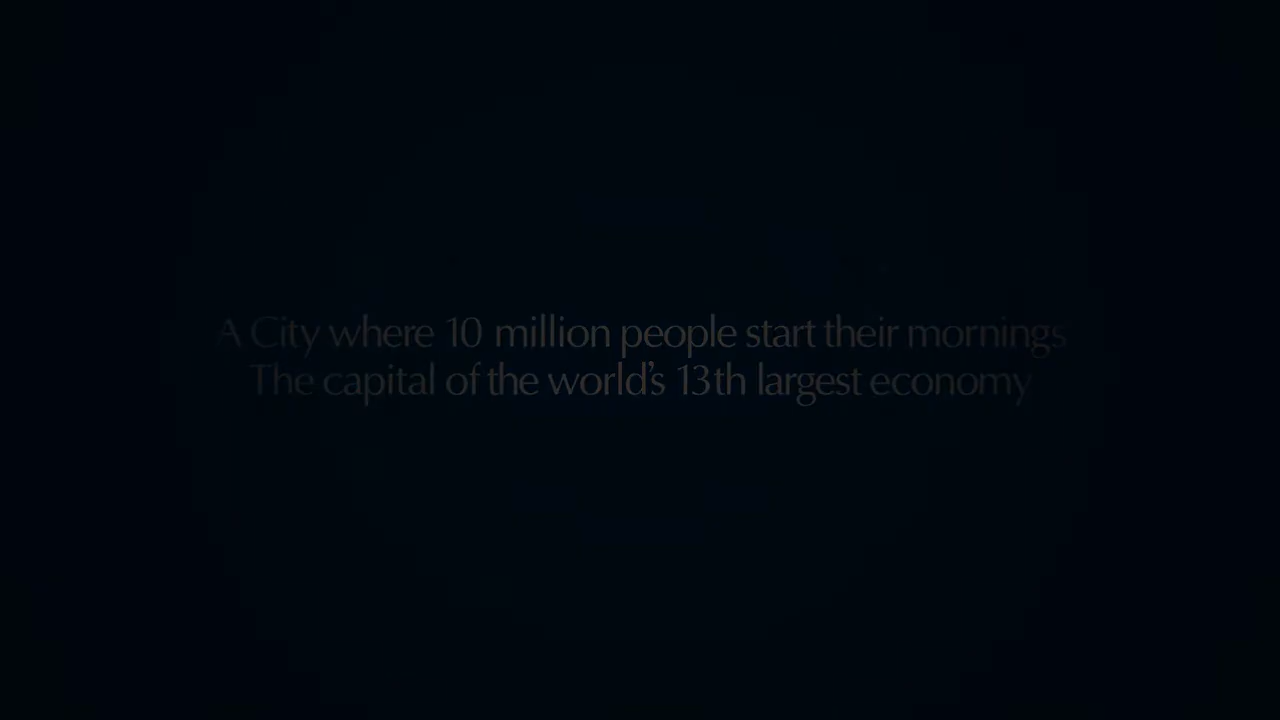 A City where 10 million people start their mornings
The capital of the world’s 13th largest economy